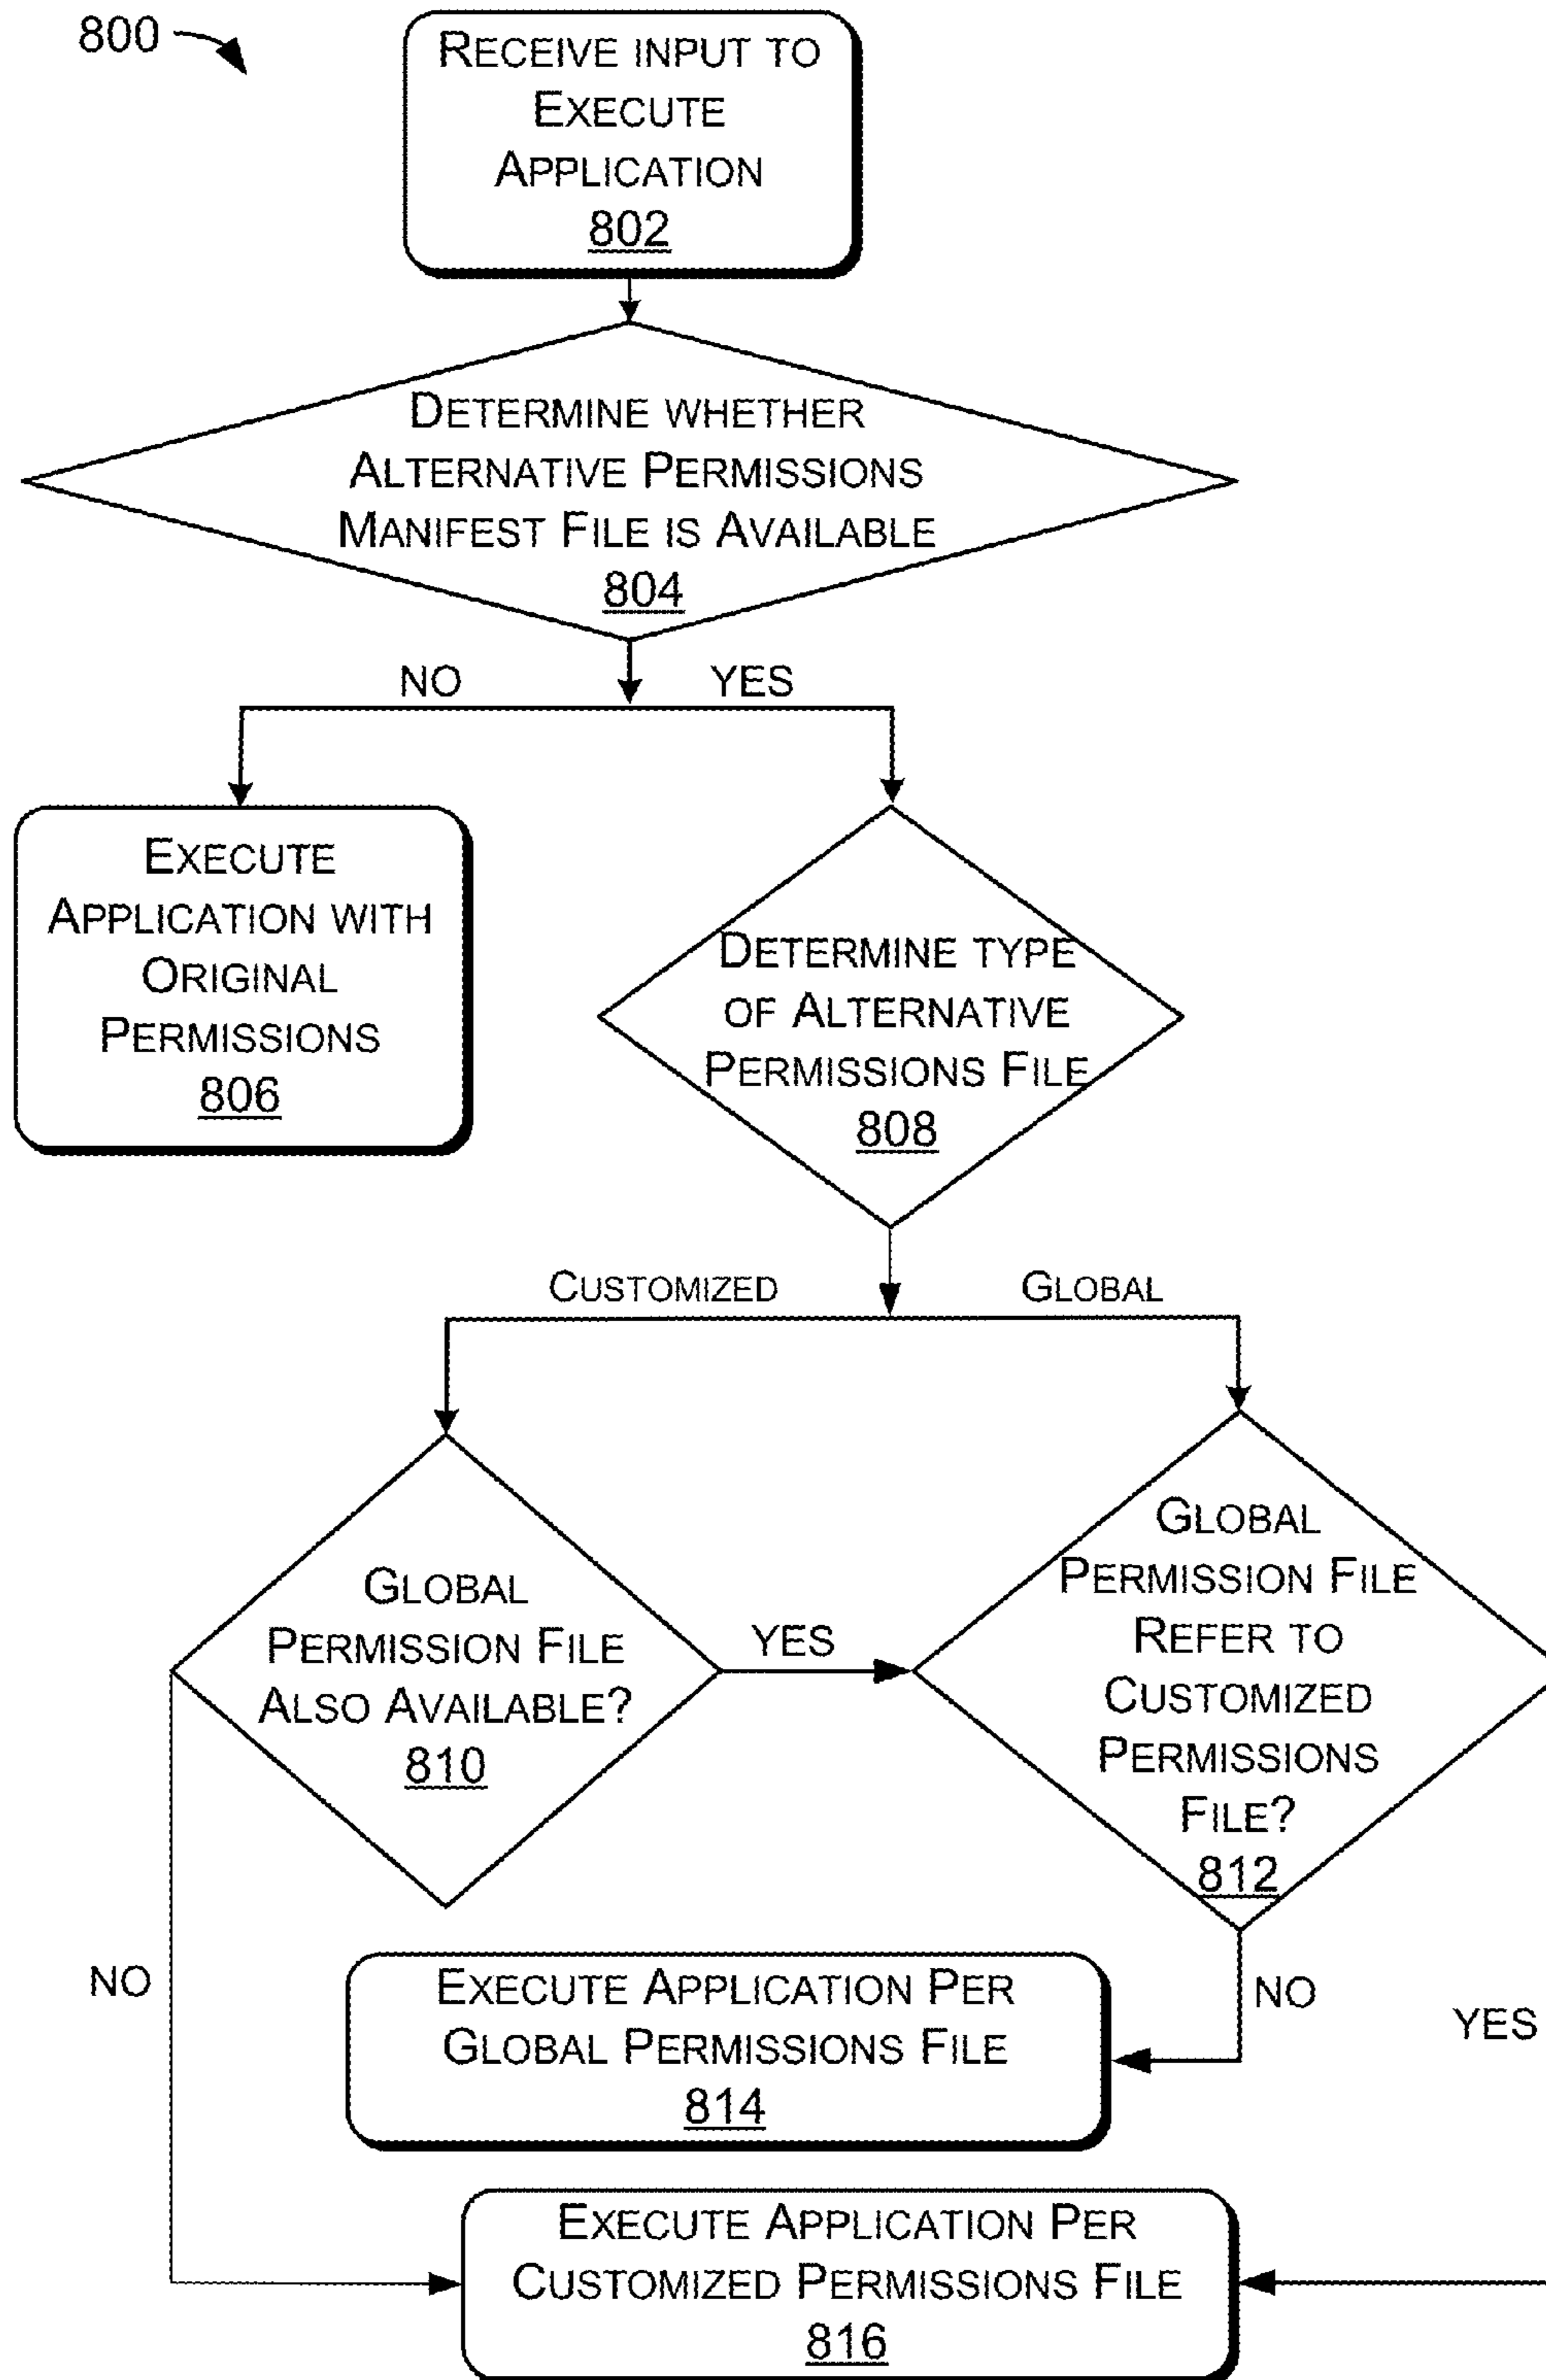 800
RECEIVE INPUT TO
EXECUTE
APPLICATION
802
DETERMINE WHETHER
ALTERNATIVE PERMISSIONS
MANIFEST FILE IS AVAILABLE
804
NO
YES
EXECUTE
APPLICATION WITH
ORIGINAL
PERMISSIONS
806
DETERMINE TYPE
OF ALTERNATIVE
PERMISSIONS FILE
808
CUSTOMIZED
GLOBAL
GLOBAL
PERMISSION FILE
ALSO AVAILABLE?
810
YES
GLOBAL
PERMISSION FILE
REFER TO
CUSTOMIZED
PERMISSIONS
FILE?
812
NO
NO
YES
EXECUTE APPLICATION PER
GLOBAL PERMISSIONS FILE
814
EXECUTE APPLICATION PER
CUSTOMIZED PERMISSIONS FILE
816